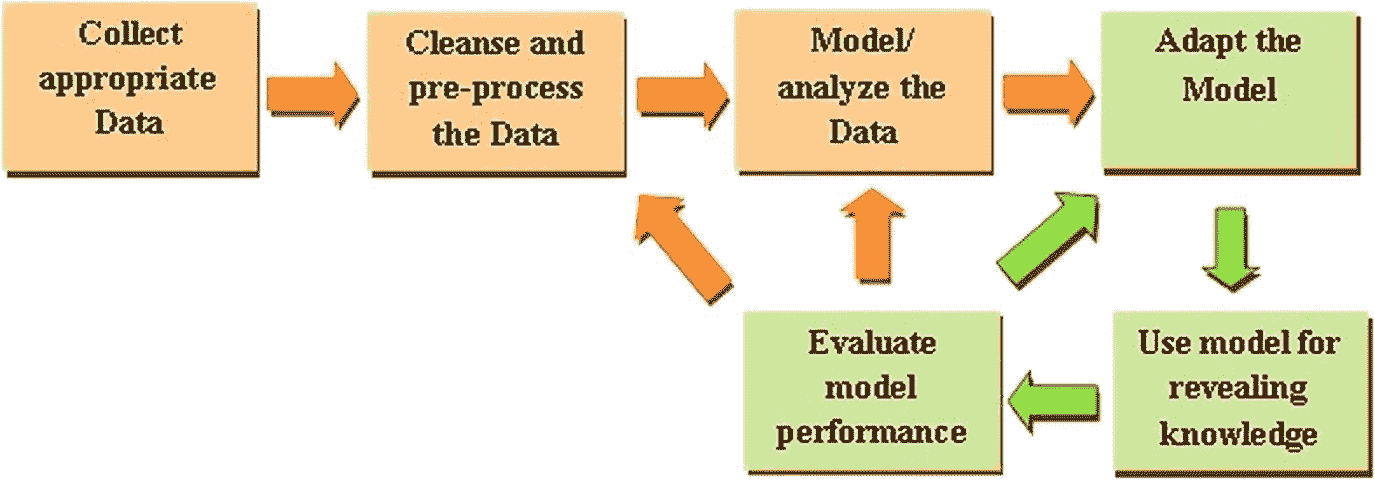 Collect
appropriate
Data
Cleanse and
pre-process
the Data
Model/
analyze the
Data
Adapt the
Model
Evaluate
model
performance
Use model for
revealing
knowledge